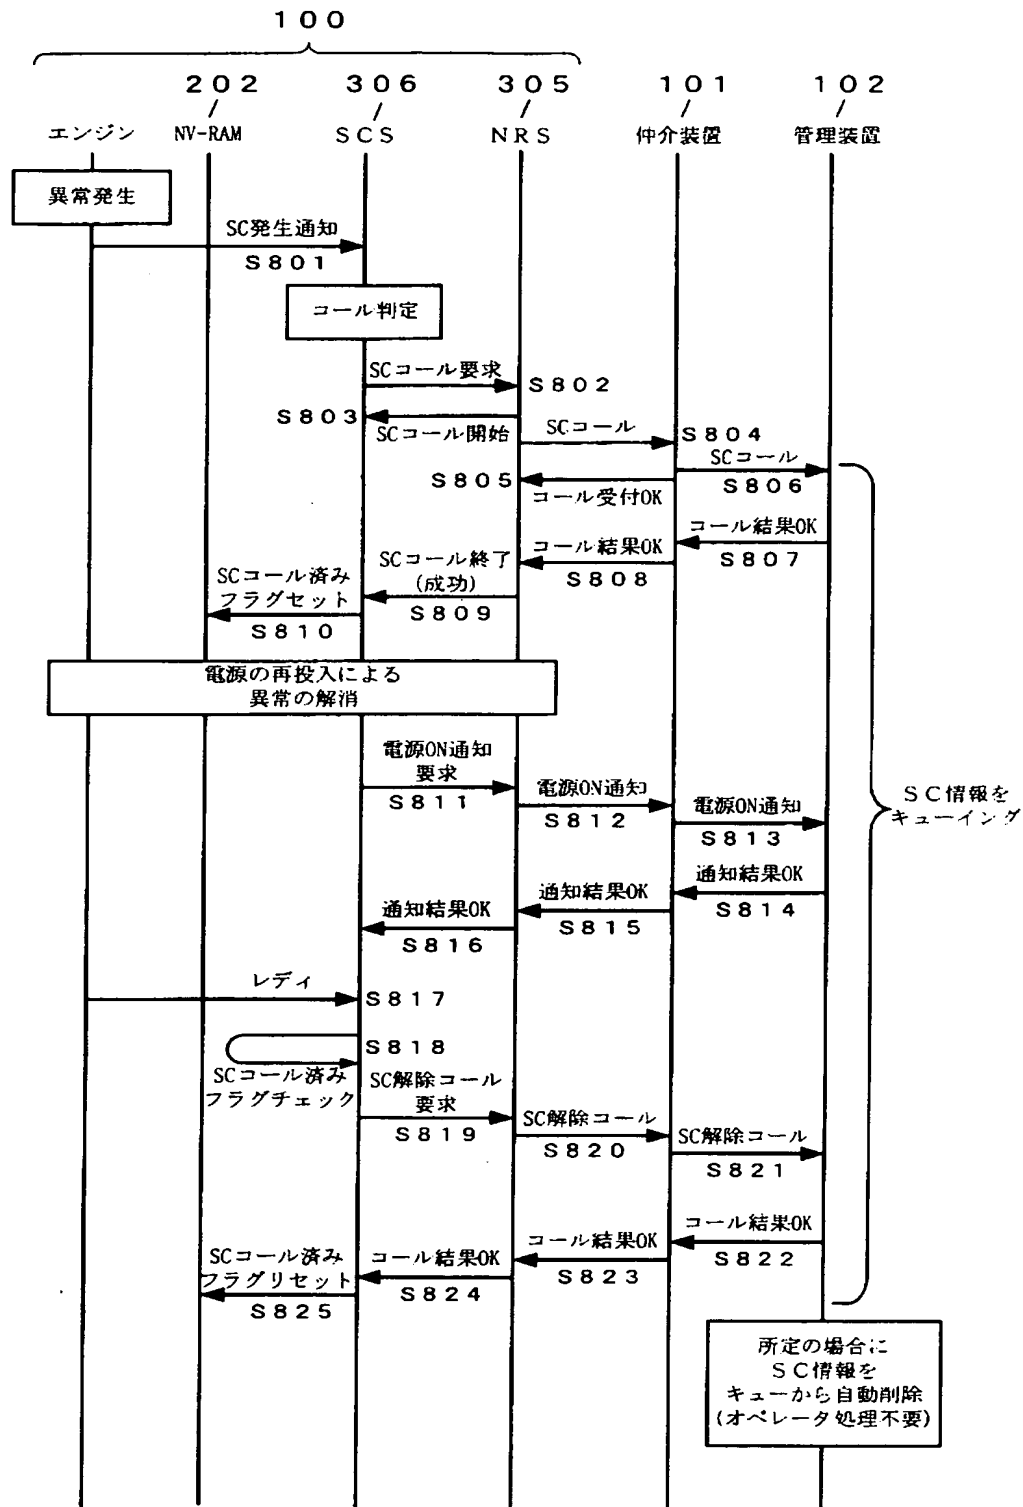 １００
２０２
３０６
３０５
１０１
１０２
エンジン
NV-RAM
ＳＣＳ
ＮＲＳ
仲介装置
管理装置
異常発生
SC発生通知
Ｓ８０１
コール判定
SCコール要求
Ｓ８０２
Ｓ８０３
SCコール開始
SCコール
Ｓ８０４
SCコール
Ｓ８０５
Ｓ８０６
コール受付OK
コール結果OK
Ｓ８０７
コール結果OK
Ｓ８０８
SCコール終了
(成功)
Ｓ８０９
SCコール済み
フラグセット
Ｓ８１０
電源の再投入による
異常の解消
電源ON通知
要求
Ｓ８１１
電源ON通知
Ｓ８１２
電源ON通知
Ｓ８１３
ＳＣ情報を
キューイング
通知結果OK
Ｓ８１４
通知結果OK
Ｓ８１５
通知結果OK
Ｓ８１６
レディ
Ｓ８１７
Ｓ８１８
SCコール済み
フラグチェック
SC解除コール
要求
Ｓ８１９
SC解除コール
Ｓ８２０
SC解除コール
Ｓ８２１
コール結果OK
Ｓ８２２
コール結果OK
Ｓ８２３
コール結果OK
Ｓ８２４
SCコール済み
フラグリセット
Ｓ８２５
所定の場合に
ＳＣ情報を
キューから自動削除
(オペレータ処理不要)